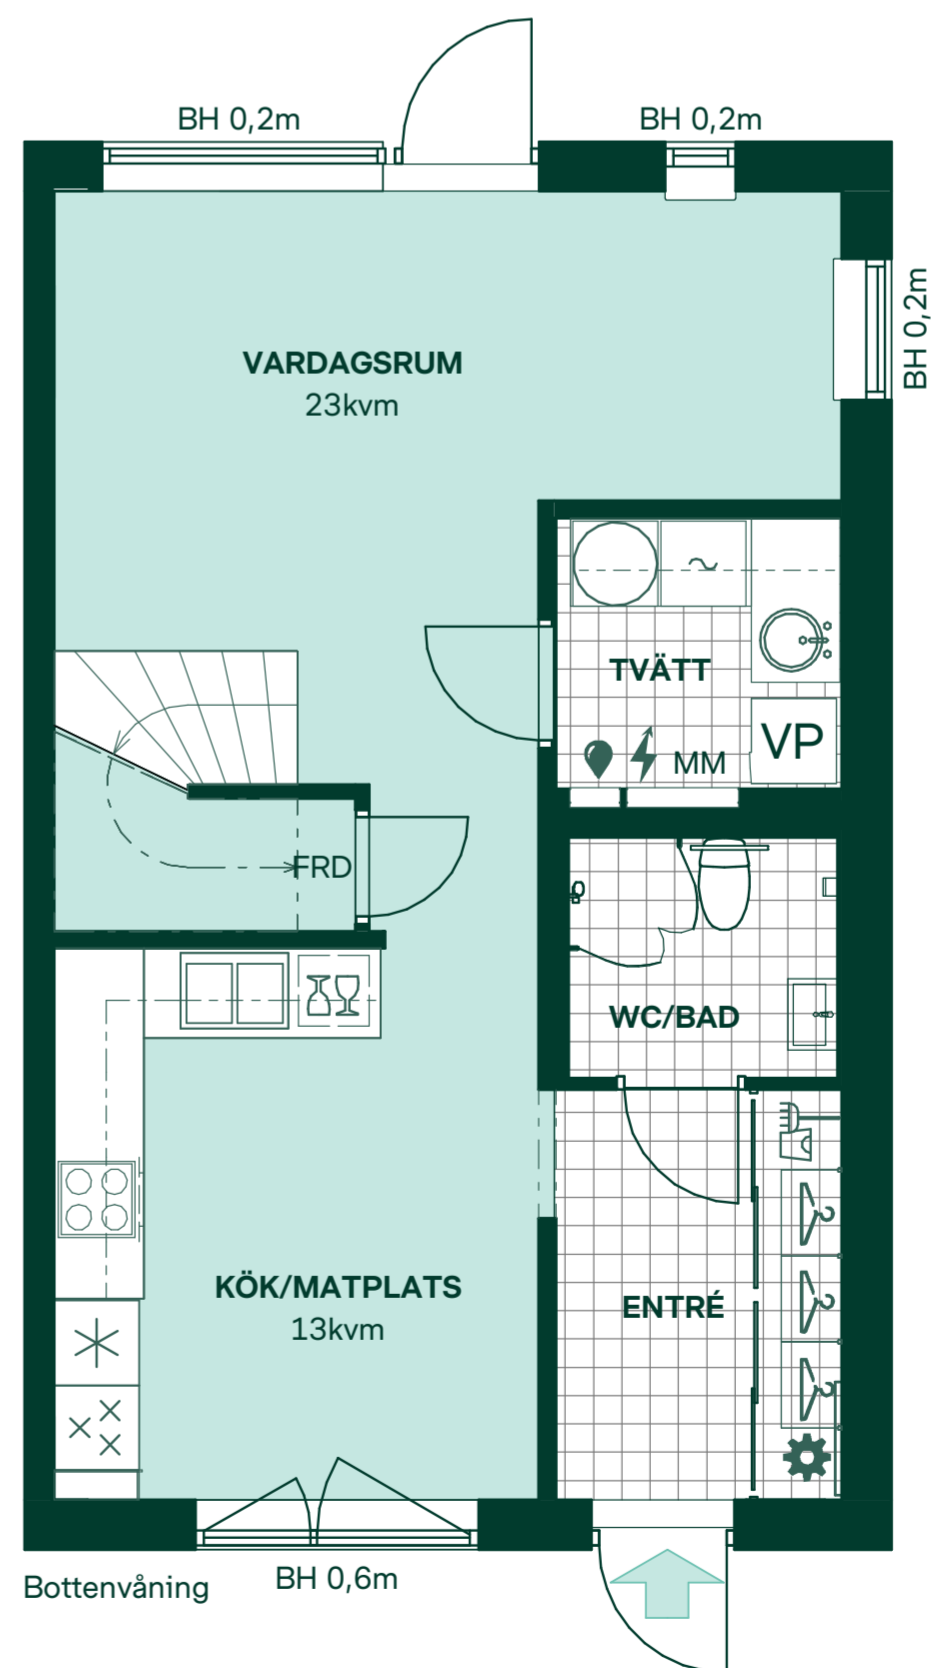 BH 0,2m
BH 0,2m
BH 0,2m
VARDAGSRUM
23kvm
TVÄTT
VP
MM
FRD
WC/BAD
KÖK/MATPLATS
13kvm
ENTRÉ
BH 0,6m
Bottenvåning